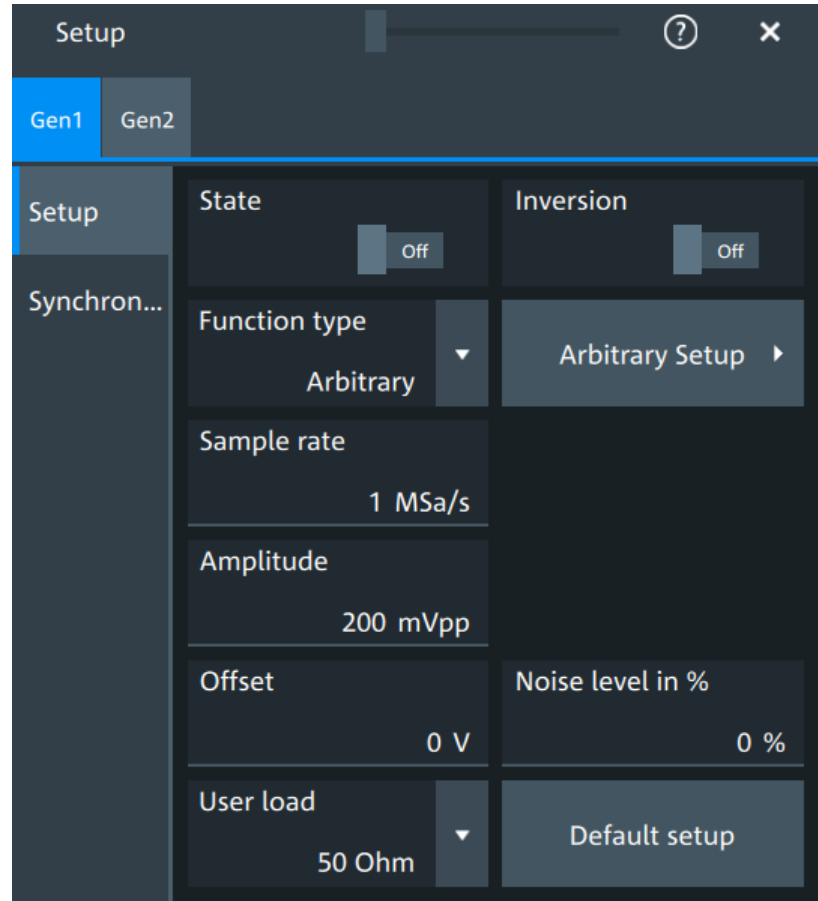 Setup
?
Gen1 Gen2
Setup
Synchron...
State
Off
Inversion
Off
Function type
Arbitrary
Arbitrary Setup
Sample rate
1 MSa/s
Amplitude
200 mVpp
Offset
0 V
Noise level in %
0 %
User load
50 Ohm
Default setup